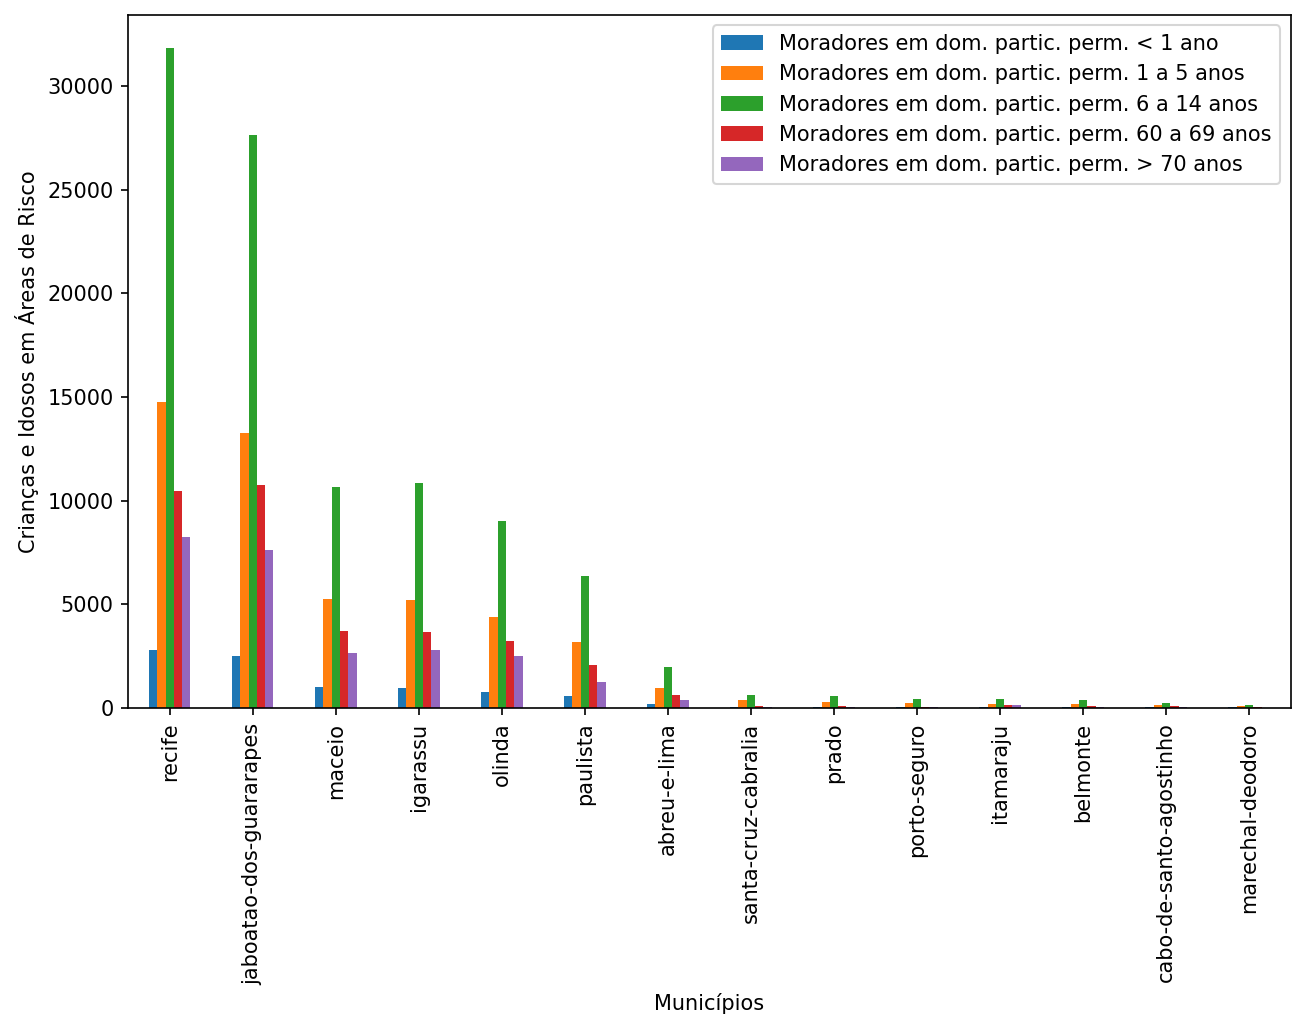 Moradores em dom. partic. perm. < 1 ano
Moradores em dom. partic. perm. 1 a 5 anos
Moradores em dom. partic. perm. 6 a 14 anos
Moradores em dom. partic. perm. 60 a 69 anos
Moradores em dom. partic. perm. > 70 anos
Crianças e Idosos em Áreas de Risco
30000
25000
20000
15000
10000
5000
0
recife
jaboatao-dos-guararapes
maceio
igarassu
olinda
paulista
abreu-e-lima
santa-cruz-cabralia
prado
porto-seguro
itamaraju
belmonte
cabo-de-santo-agostinho
marechal-deodoro
Municípios